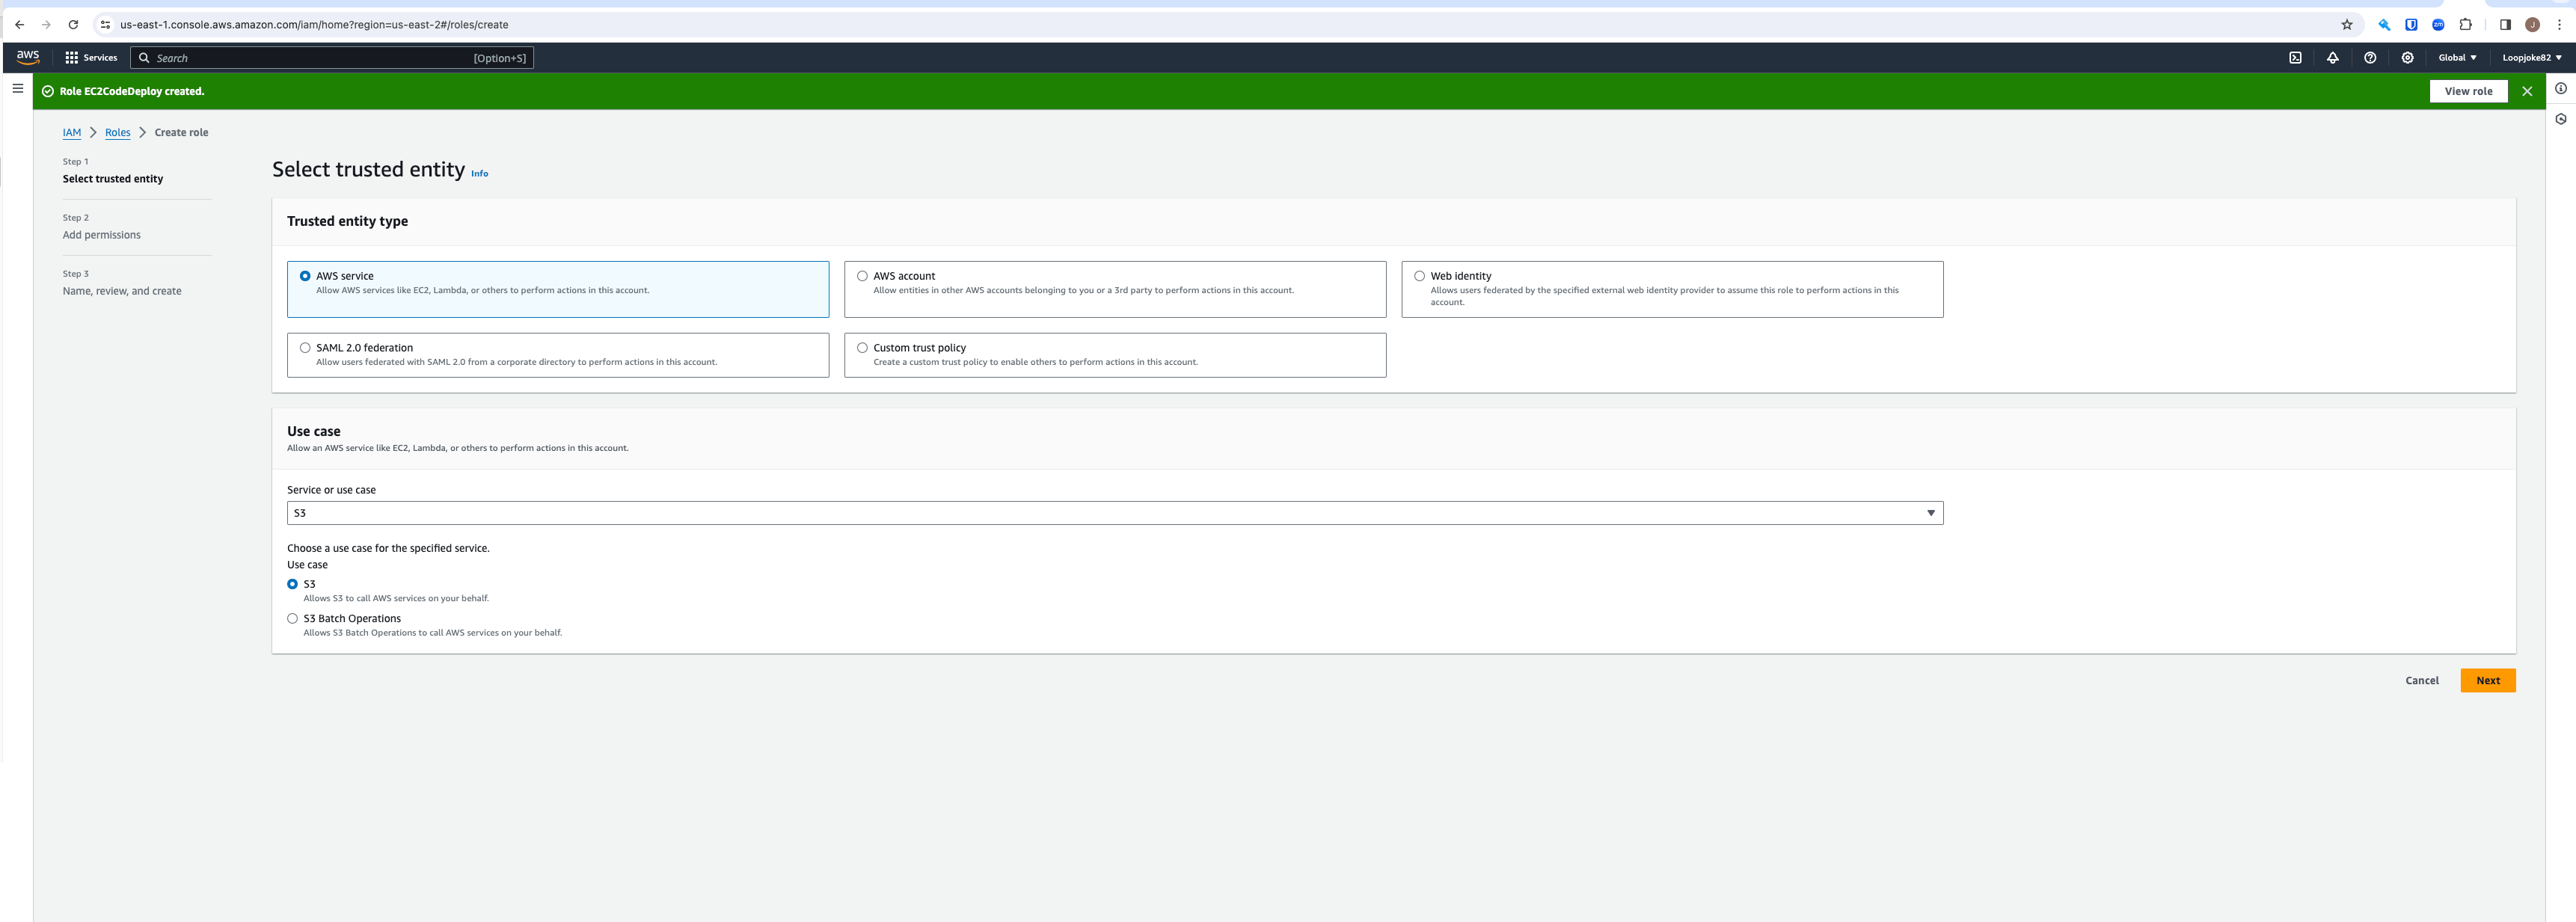 us-east-1.console.aws.amazon.com/iam/home?region=us-east-2#/roles/create
zm
J
aws
Services
Search
[Option+S]
Global
Loopjoke82
Role EC2CodeDeploy created.
View role
IAM
Roles
Create role
Step 1
Select trusted entity
Step 2
Add permissions
Step 3
Name, review, and create
Select trusted entity Info
Trusted entity type
AWS service
Allow AWS services like EC2, Lambda, or others to perform actions in this account.
AWS account
Allow entities in other AWS accounts belonging to you or a 3rd party to perform actions in this account.
Web identity
Allows users federated by the specified external web identity provider to assume this role to perform actions in this
account.
SAML 2.0 federation
Allow users federated with SAML 2.0 from a corporate directory to perform actions in this account.
Custom trust policy
Create a custom trust policy to enable others to perform actions in this account.
Use case
Allow an AWS service like EC2, Lambda, or others to perform actions in this account.
Service or use case
S3
Choose a use case for the specified service.
Use case
S3
Allows S3 to call AWS services on your behalf.
S3 Batch Operations
Allows S3 Batch Operations to call AWS services on your behalf.
Cancel
Next